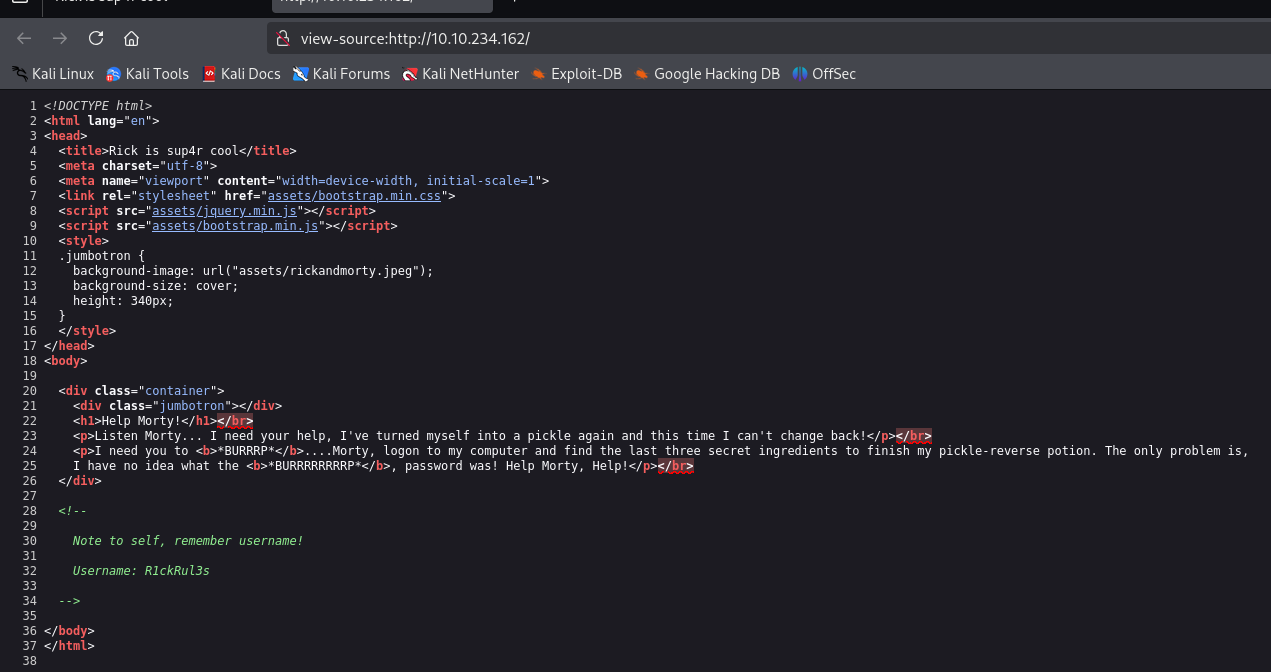 view-source:http://10.10.234.162/
Kali Linux Kali Tools Kali Docs Kali Forums Kali NetHunter Exploit-DB Google Hacking DB OffSec
1 <!DOCTYPE html>
2 <html lang="en">
3 <head>
4 <title>Rick is sup4r cool</title>
5 <meta charset="utf-8">
6 <meta name="viewport" content="width=device-width, initial-scale=1">
7 <link rel="stylesheet" href="assets/bootstrap.min.css">
8 <script src="assets/jquery.min.js"></script>
9 <script src="assets/bootstrap.min.js"></script>
10 <style>
11 .jumbotron {
12 background-image: url("assets/rickandmorty.jpeg");
13 background-size: cover;
14 height: 340px;
15 }
16 </style>
17 </head>
18 <body>
19
20 <div class="container">
21 <div class="jumbotron"></div>
22 <h1>Help Morty!</h1></br>
23 <p>Listen Morty... I need your help, I've turned myself into a pickle again and this time I can't change back!</p></br>
24 <p>I need you to <b>*BURRRP*</b>....Morty, logon to my computer and find the last three secret ingredients to finish my pickle-reverse potion. The only problem is,
25 I have no idea what the <b>*BURRRRRRRRP*</b>, password was! Help Morty, Help!</p></br>
26 </div>
27
28 <!--
29
30 Note to self, remember username!
31
32 Username: R1ckRul3s
33
34 -->
35
36 </body>
37 </html>
38